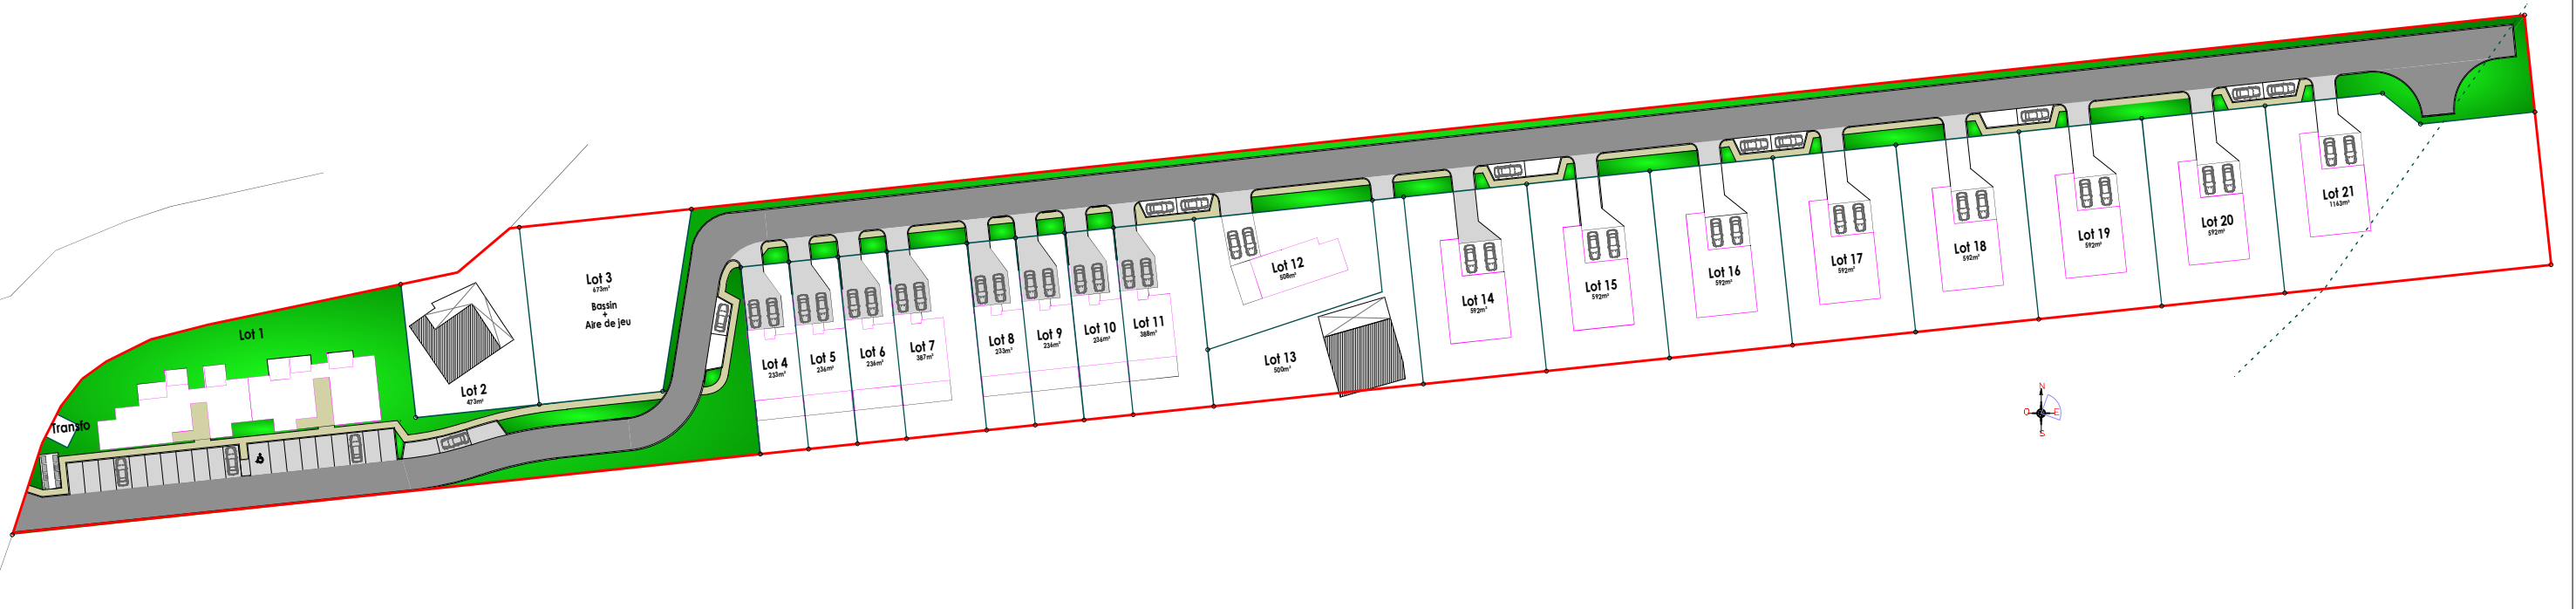 Lot 1
Transfo
Lot 2
473m²
Lot 3
673m²
Bassin
+
Aire de jeu
Lot 4
233m²
Lot 5
236m²
Lot 6
236m²
Lot 7
387m²
Lot 8
233m²
Lot 9
236m²
Lot 10
236m²
Lot 11
388m²
Lot 12
508m²
Lot 13
500m²
Lot 14
592m²
Lot 15
592m²
Lot 16
592m²
Lot 17
592m²
Lot 18
592m²
Lot 19
592m²
Lot 20
592m²
Lot 21
1163m²
N
O
E
S